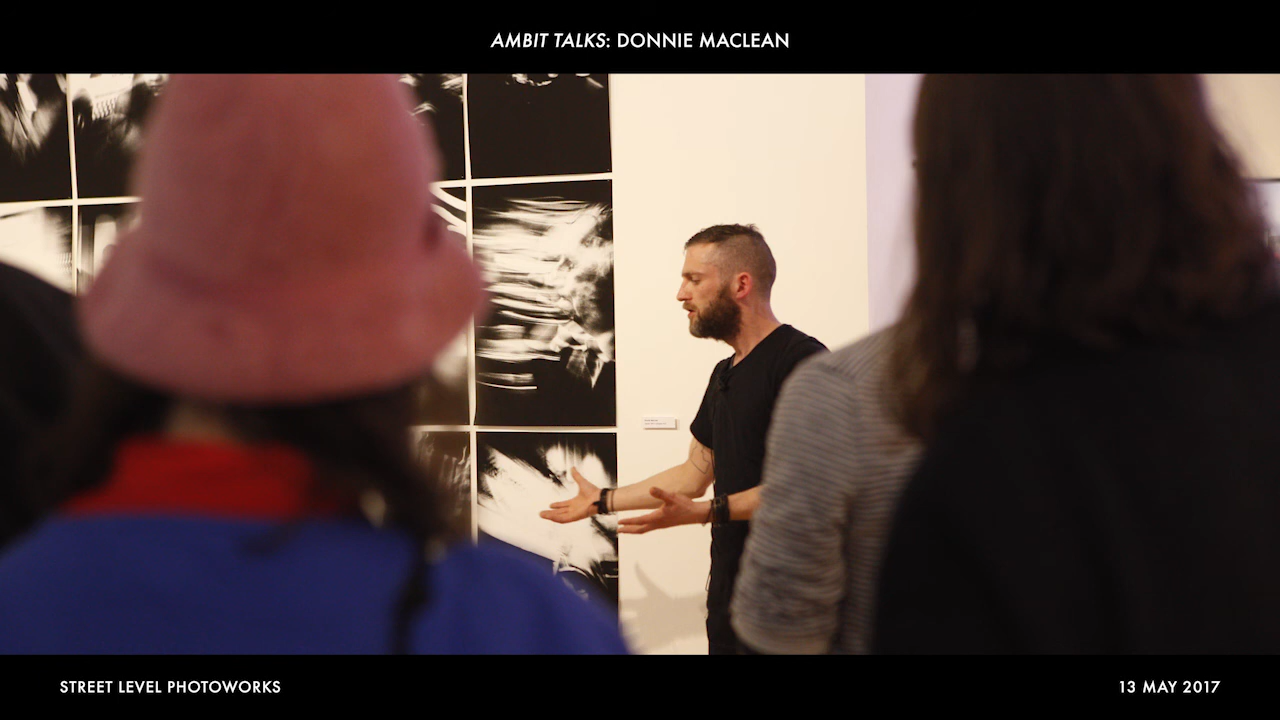 AMBIT TALKS: DONNIE MACLEAN
STREET LEVEL PHOTOWORKS
13 MAY 2017